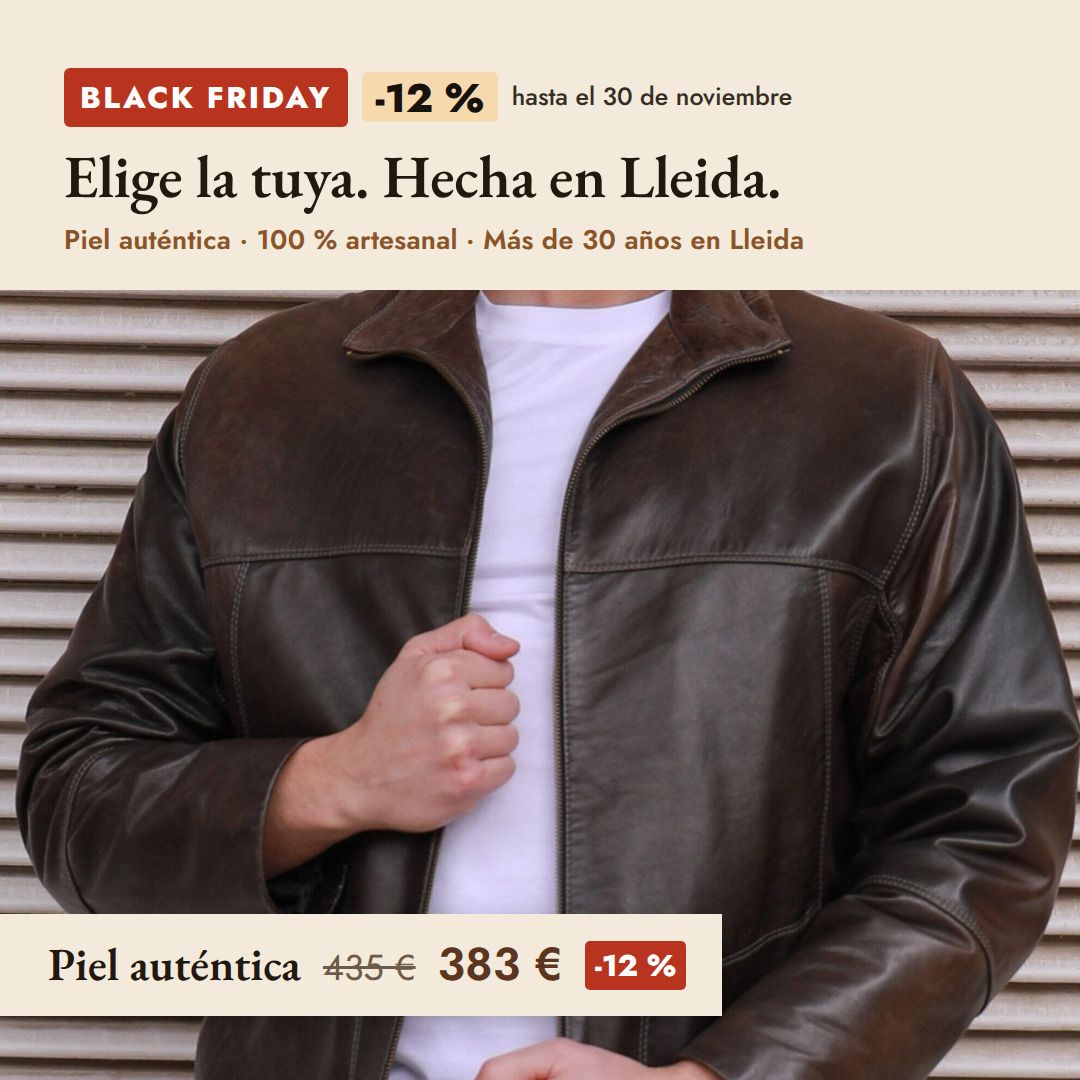 BLACK FRIDAY -12 % hasta el 30 de noviembre
Elige la tuya. Hecha en Lleida.
Piel auténtica · 100 % artesanal · Más de 30 años en Lleida
Piel auténtica 435 € 383 € -12 %